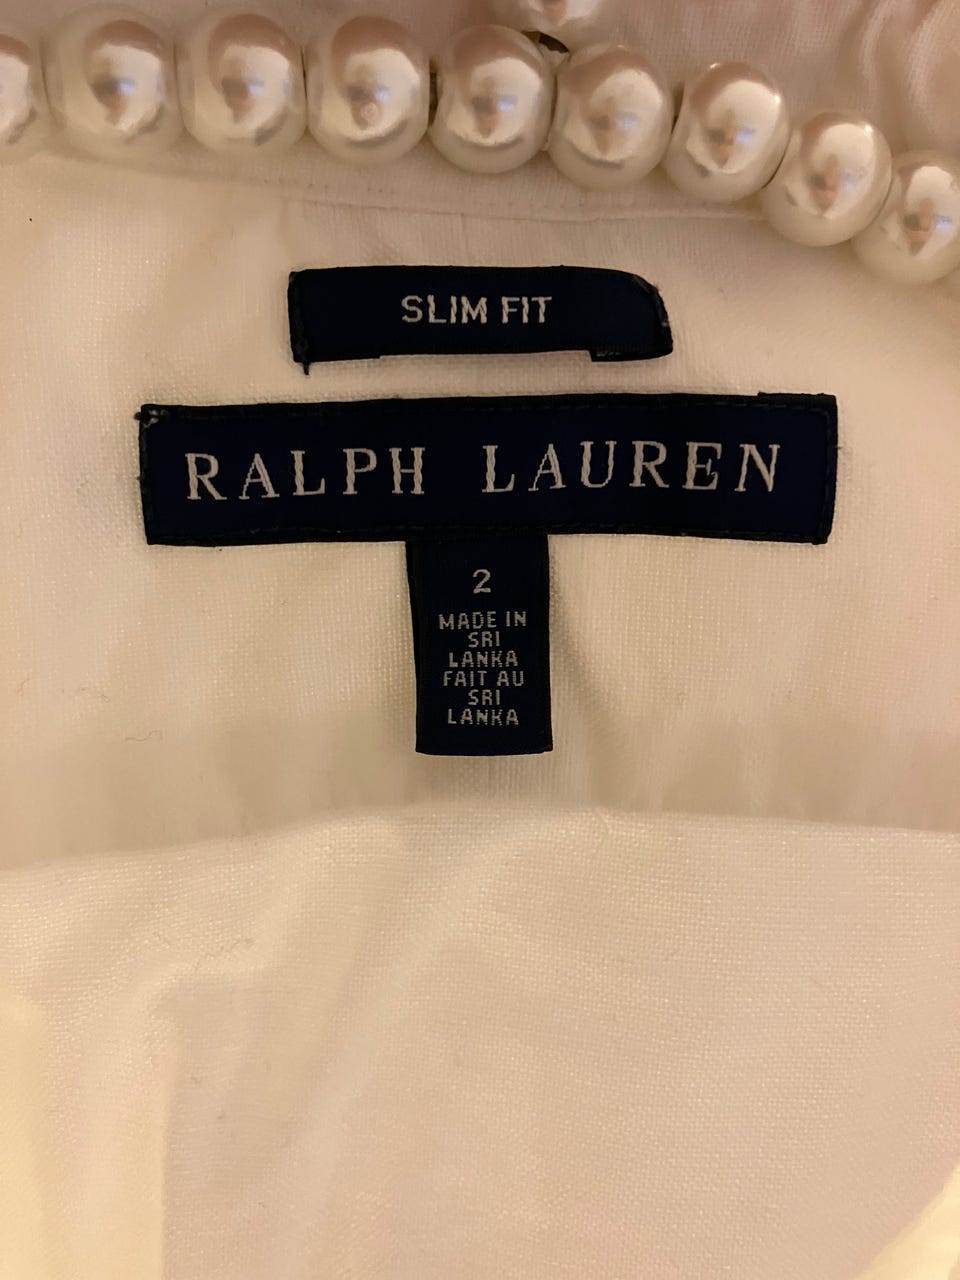 SLIM FIT
RALPH LAUREN
2
MADE IN
SRI
LANKA
FAIT AU
SRI
LANKA